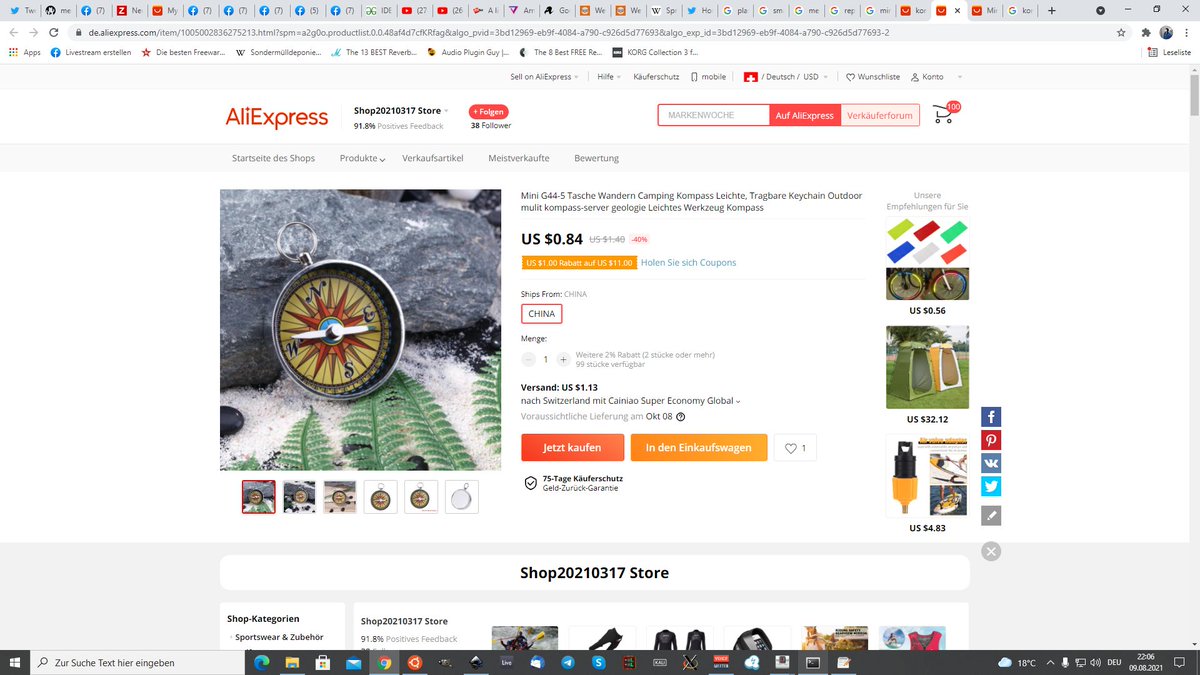 Tw
me
(7)
Ne
My
(7)
(7)
(7)
(5)
(7)
IDE
(27
(26
A li
Am
Go
We
We
Sp
Ho
pla
sm
me
rep
min
kor
Min
kor
de.aliexpress.com/item/1005002836275213.html?spm=a2g0o.productlist.0.0.48af4d7cfKRfag&algo_pvid=3bd12969-eb9f-4084-a790-c926d5d77693&algo_exp_id=3bd12969-eb9f-4084-a790-c926d5d77693-2
Apps
Livestream erstellen
Die besten Freewar...
Sondermülldeponie...
The 13 BEST Reverb...
Audio Plugin Guy |...
The 8 Best FREE Re...
KORG Collection 3 f...
Leseliste
Sell on AliExpress
Hilfe
Käuferschutz
mobile
/ Deutsch / USD
Wunschliste
Konto
AliExpress
Shop20210317 Store
91.8% Positives Feedback
+ Folgen
38 Follower
MARKENWOCHE
Auf AliExpress
Verkäuferforum
100
Startseite des Shops
Produkte
Verkaufsartikel
Meistverkaufte
Bewertung
N
E
W
S
Mini G44-5 Tasche Wandern Camping Kompass Leichte, Tragbare Keychain Outdoor
mulit kompass-server geologie Leichtes Werkzeug Kompass
US $0.84 US $1.40 -40%
US $1.00 Rabatt auf US $11.00 Holen Sie sich Coupons
Ships From: CHINA
CHINA
Menge:
1
Weitere 2% Rabatt (2 stücke oder mehr)
99 stücke verfügbar
Versand: US $1.13
nach Switzerland mit Cainiao Super Economy Global
Voraussichtliche Lieferung am Okt 08
Jetzt kaufen
In den Einkaufswagen
1
75-Tage Käuferschutz
Geld-Zurück-Garantie
Unsere
Empfehlungen für Sie
US $0.56
US $32.12
US $4.83
Shop20210317 Store
Shop-Kategorien
Sportswear & Zubehör
Shop20210317 Store
91.8% Positives Feedback
Zur Suche Text hier eingeben
Live
KALI
VOICE
MEETER
18°C
DEU
22:06
09.08.2021